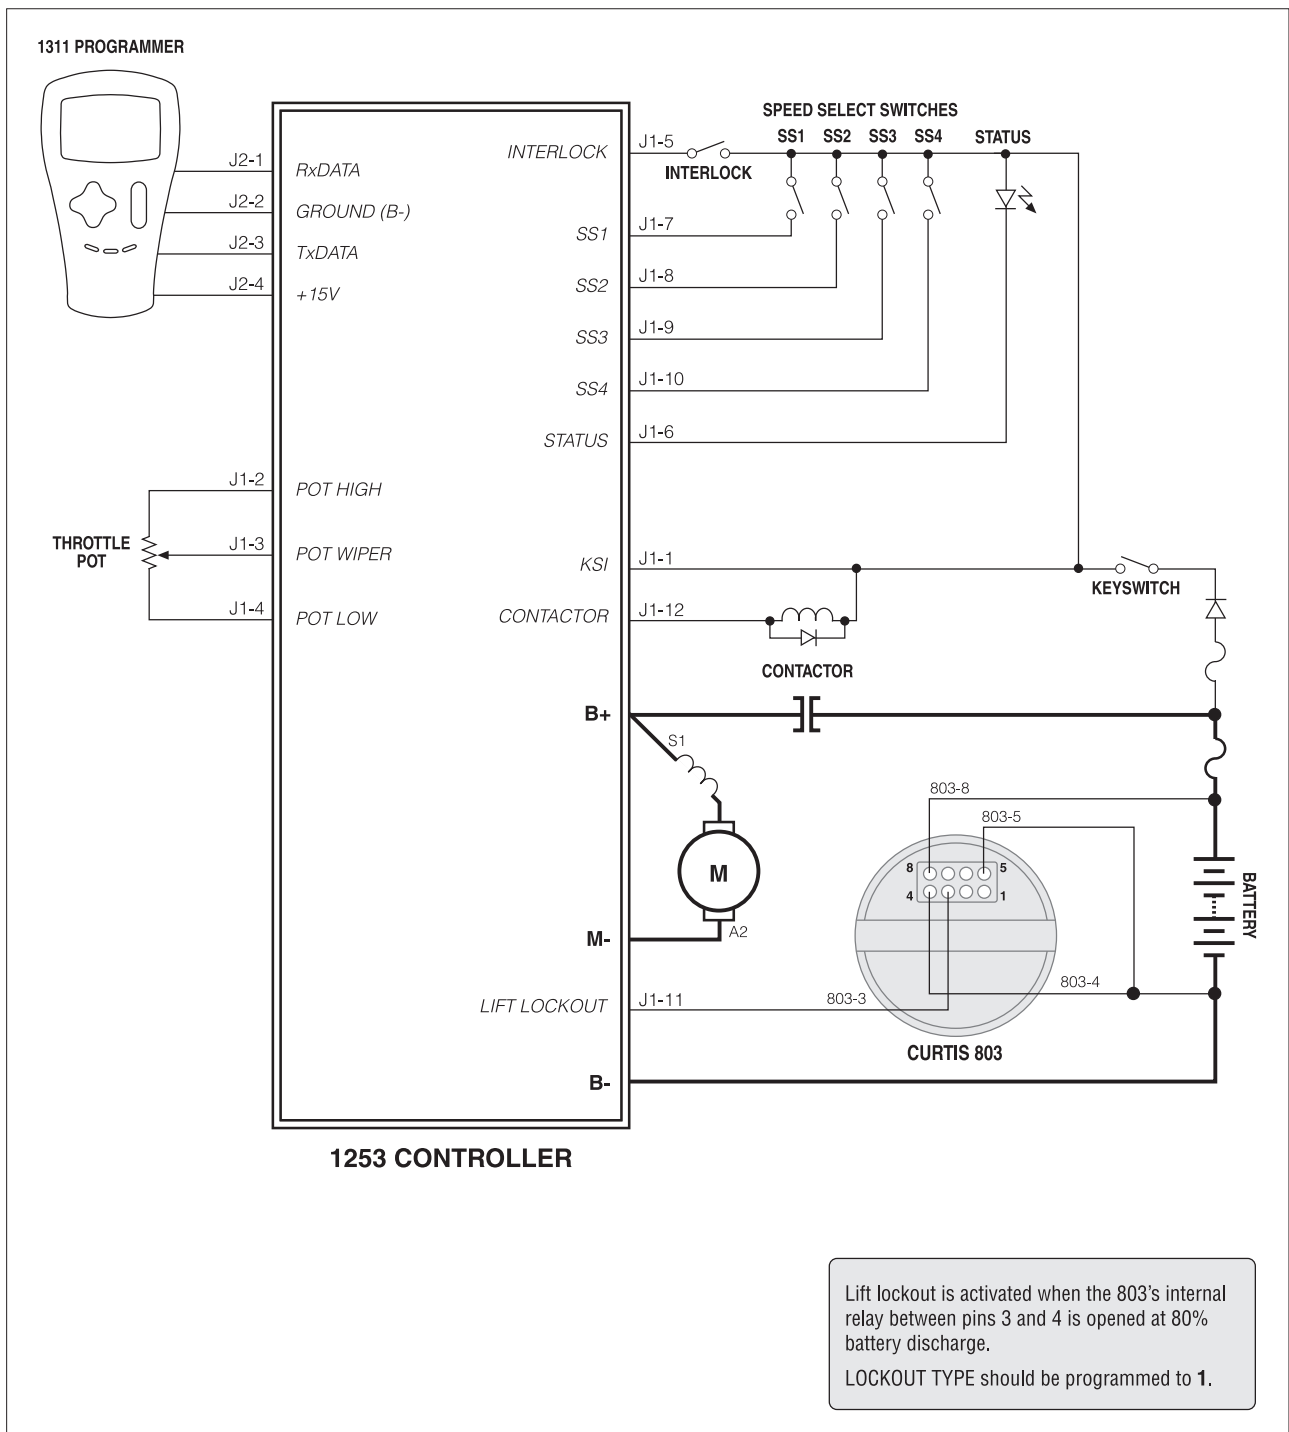 1311 PROGRAMMER
SPEED SELECT SWITCHES
SS1 SS2 SS3 SS4 STATUS
J1-5
INTERLOCK
INTERLOCK
J2-1
RxDATA
J2-2
GROUND (B-)
J2-3
TxDATA
J2-4
+15V
SS1
J1-7
SS2
J1-8
SS3
J1-9
SS4
J1-10
STATUS
J1-6
J1-2
POT HIGH
THROTTLE
POT
J1-3
POT WIPER
J1-4
POT LOW
KSI
J1-1
KEYSWITCH
CONTACTOR
J1-12
CONTACTOR
B+
S1
M
A2
M-
803-8
803-5
8
5
4
1
BATTERY
803-4
LIFT LOCKOUT
J1-11
803-3
CURTIS 803
B-
1253 CONTROLLER
Lift lockout is activated when the 803's internal
relay between pins 3 and 4 is opened at 80%
battery discharge.
LOCKOUT TYPE should be programmed to 1.